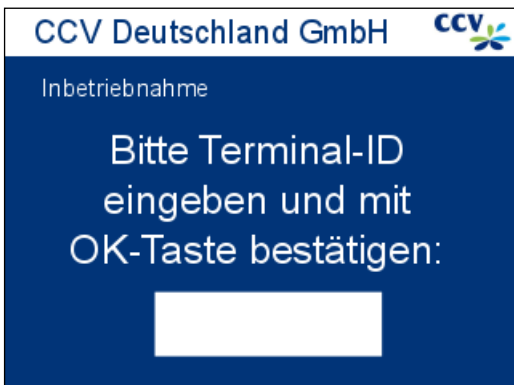 CCV Deutschland GmbH
CCV
Inbetriebnahme
Bitte Terminal-ID
eingeben und mit
OK-Taste bestätigen: